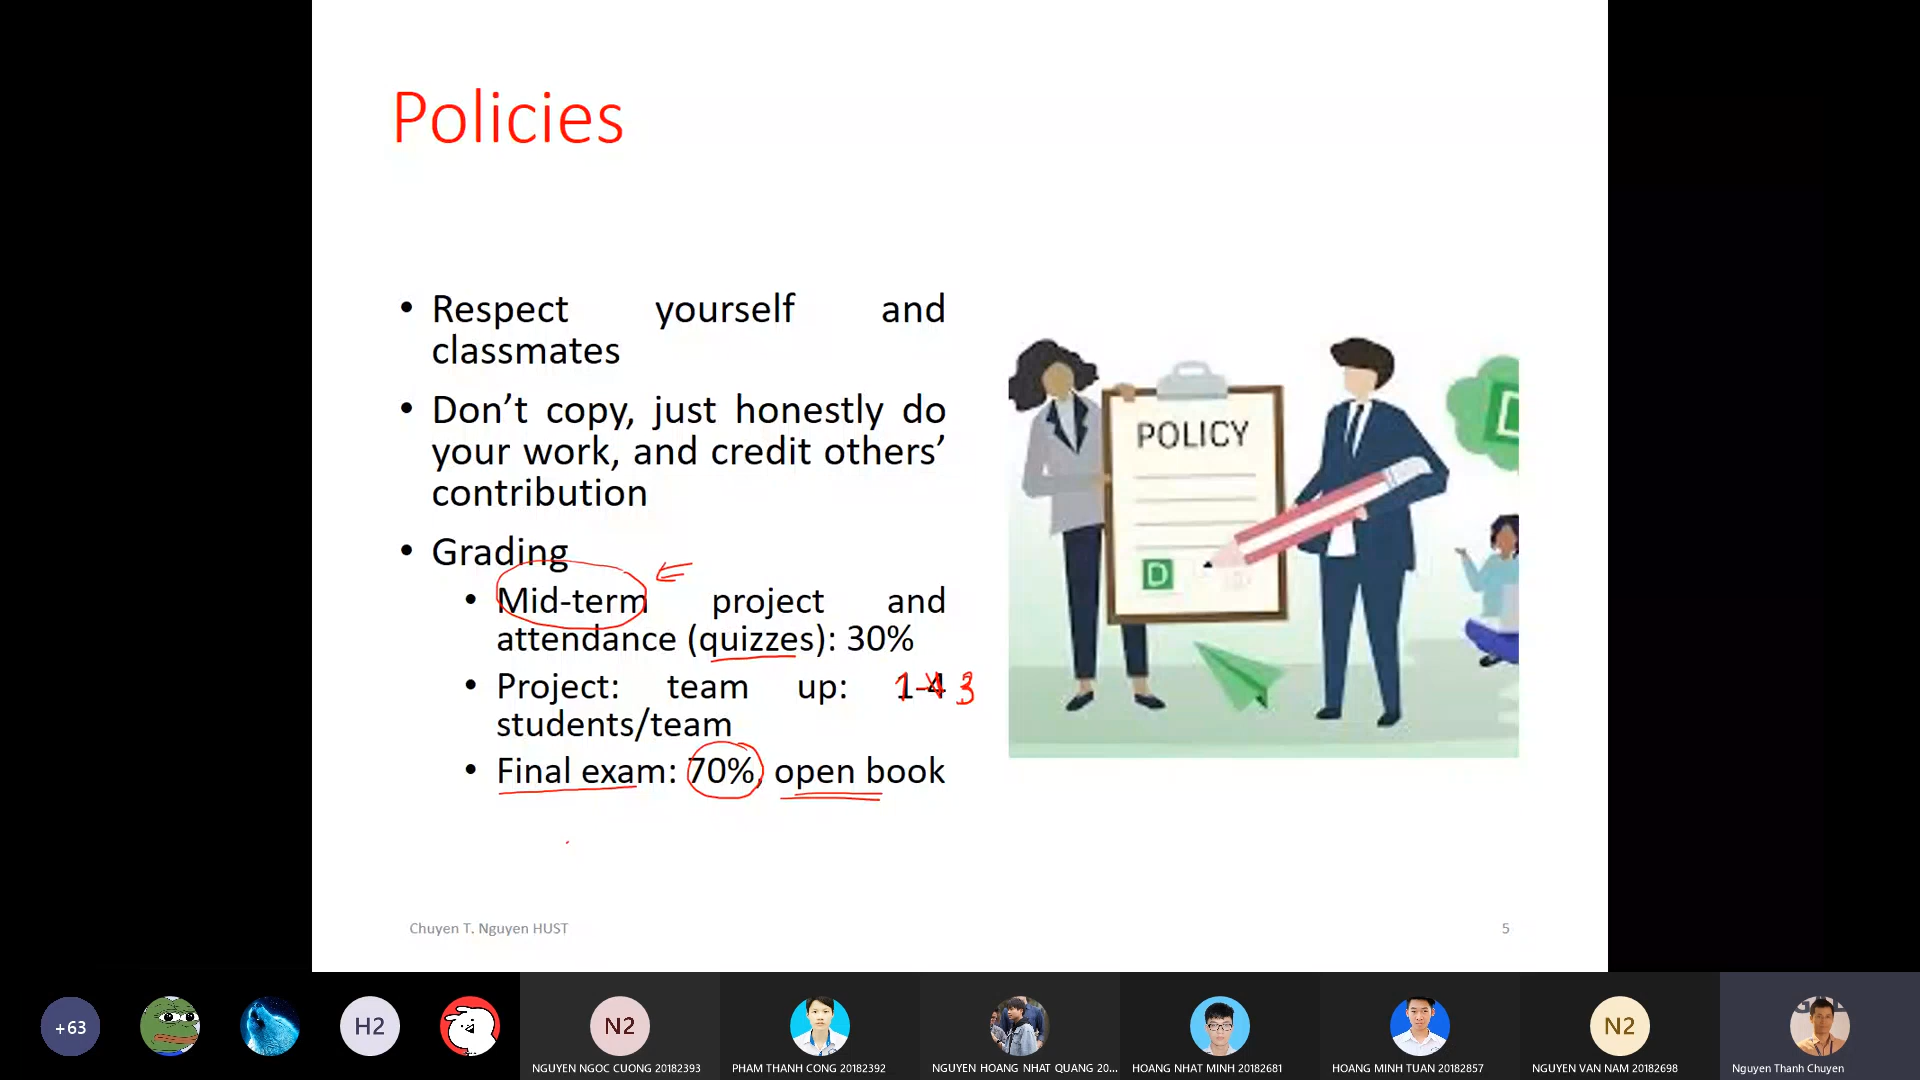 Policies
• Respect yourself and
classmates
• Don’t copy, just honestly do
your work, and credit others’
contribution
• Grading
• Mid-term project and
attendance (quizzes): 30%
• Project: team up: 1-4 3
students/team
• Final exam: 70%, open book
POLICY
D
Chuyen T. Nguyen HUST
5
+63
H2
N2
N2
NGUYEN NGOC CUONG 20182393
PHAM THANH CONG 20182392
NGUYEN HOANG NHAT QUANG 20...
HOANG NHAT MINH 20182681
HOANG MINH TUAN 20182857
NGUYEN VAN NAM 20182698
Nguyen Thanh Chuyen